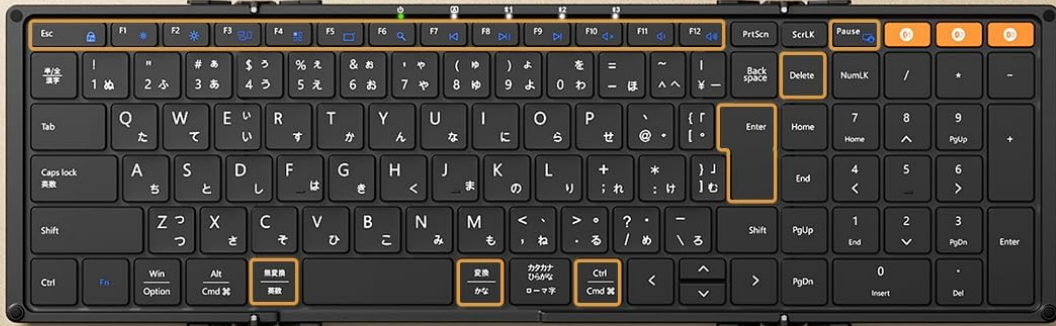 Esc F1 F2 F3 F4 F5 F6 F7 F8 F9 F10 F11 F12 PrtScn ScrLK Pause
半/全 漢字 ! 1 ぬ " 2 ふ # ぁ 3 あ $ ぅ 4 う % ぇ 5 え & ぉ 6 お ' ゃ 7 や ( ゅ 8 ゆ ) ょ 9 よ を 0 わ = - ほ ~ ^ へ | ¥ ー Back space Delete NumLK / * -
Tab Q た W て E ぃ い R す T か Y ん U な I に O ら P せ ` @ ゛ { 「 [ ゜ Enter Home 7 Home 8 9 PgUp +
Caps lock 英数 A ち S と D し F は G き H く J ま K の L り + ; れ * : け } 」 ] む End 4 5 6
Shift Z っ つ X さ C そ V ひ B こ N み M も < 、 , ね > 。 . る ? ・ / め _ \ ろ Shift PgUp 1 End 2 3 PgDn Enter
Ctrl Fn Win Option Alt Cmd ⌘ 無変換 英数 変換 かな カタカナ ひらがな ローマ字 Ctrl Cmd ⌘ PgDn 0 Insert . Del